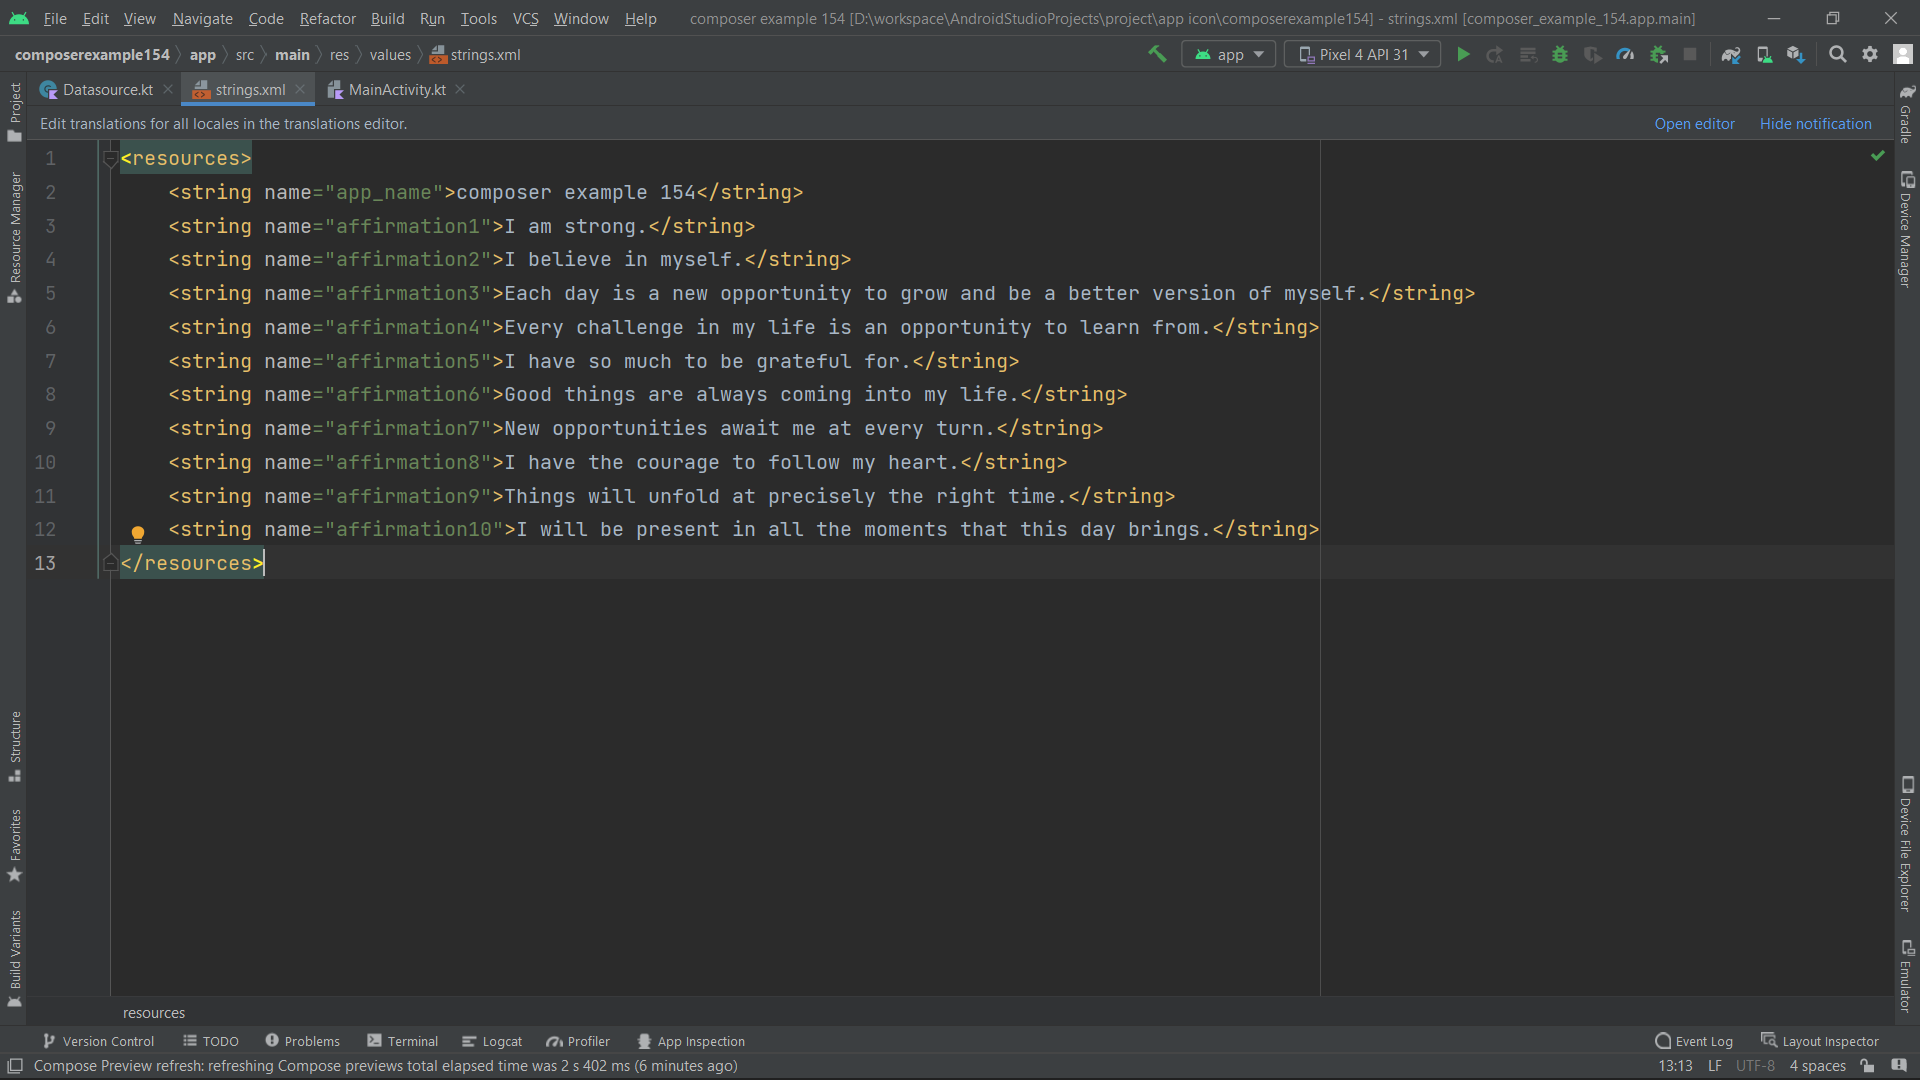 File Edit View Navigate Code Refactor Build Run Tools VCS Window Help composer example 154 [D:\workspace\AndroidStudioProjects\project\app icon\composerexample154] - strings.xml [composer_example_154.app.main]
composerexample154 app src main res values strings.xml app Pixel 4 API 31
Datasource.kt strings.xml MainActivity.kt
Edit translations for all locales in the translations editor. Open editor Hide notification
1 <resources>
2 <string name="app_name">composer example 154</string>
3 <string name="affirmation1">I am strong.</string>
4 <string name="affirmation2">I believe in myself.</string>
5 <string name="affirmation3">Each day is a new opportunity to grow and be a better version of myself.</string>
6 <string name="affirmation4">Every challenge in my life is an opportunity to learn from.</string>
7 <string name="affirmation5">I have so much to be grateful for.</string>
8 <string name="affirmation6">Good things are always coming into my life.</string>
9 <string name="affirmation7">New opportunities await me at every turn.</string>
10 <string name="affirmation8">I have the courage to follow my heart.</string>
11 <string name="affirmation9">Things will unfold at precisely the right time.</string>
12 <string name="affirmation10">I will be present in all the moments that this day brings.</string>
13 </resources>
Project
Resource Manager
Structure
Favorites
Build Variants
Gradle
Device Manager
Device File Explorer
Emulator
resources
Version Control TODO Problems Terminal Logcat Profiler App Inspection Event Log Layout Inspector
Compose Preview refresh: refreshing Compose previews total elapsed time was 2 s 402 ms (6 minutes ago) 13:13 LF UTF-8 4 spaces